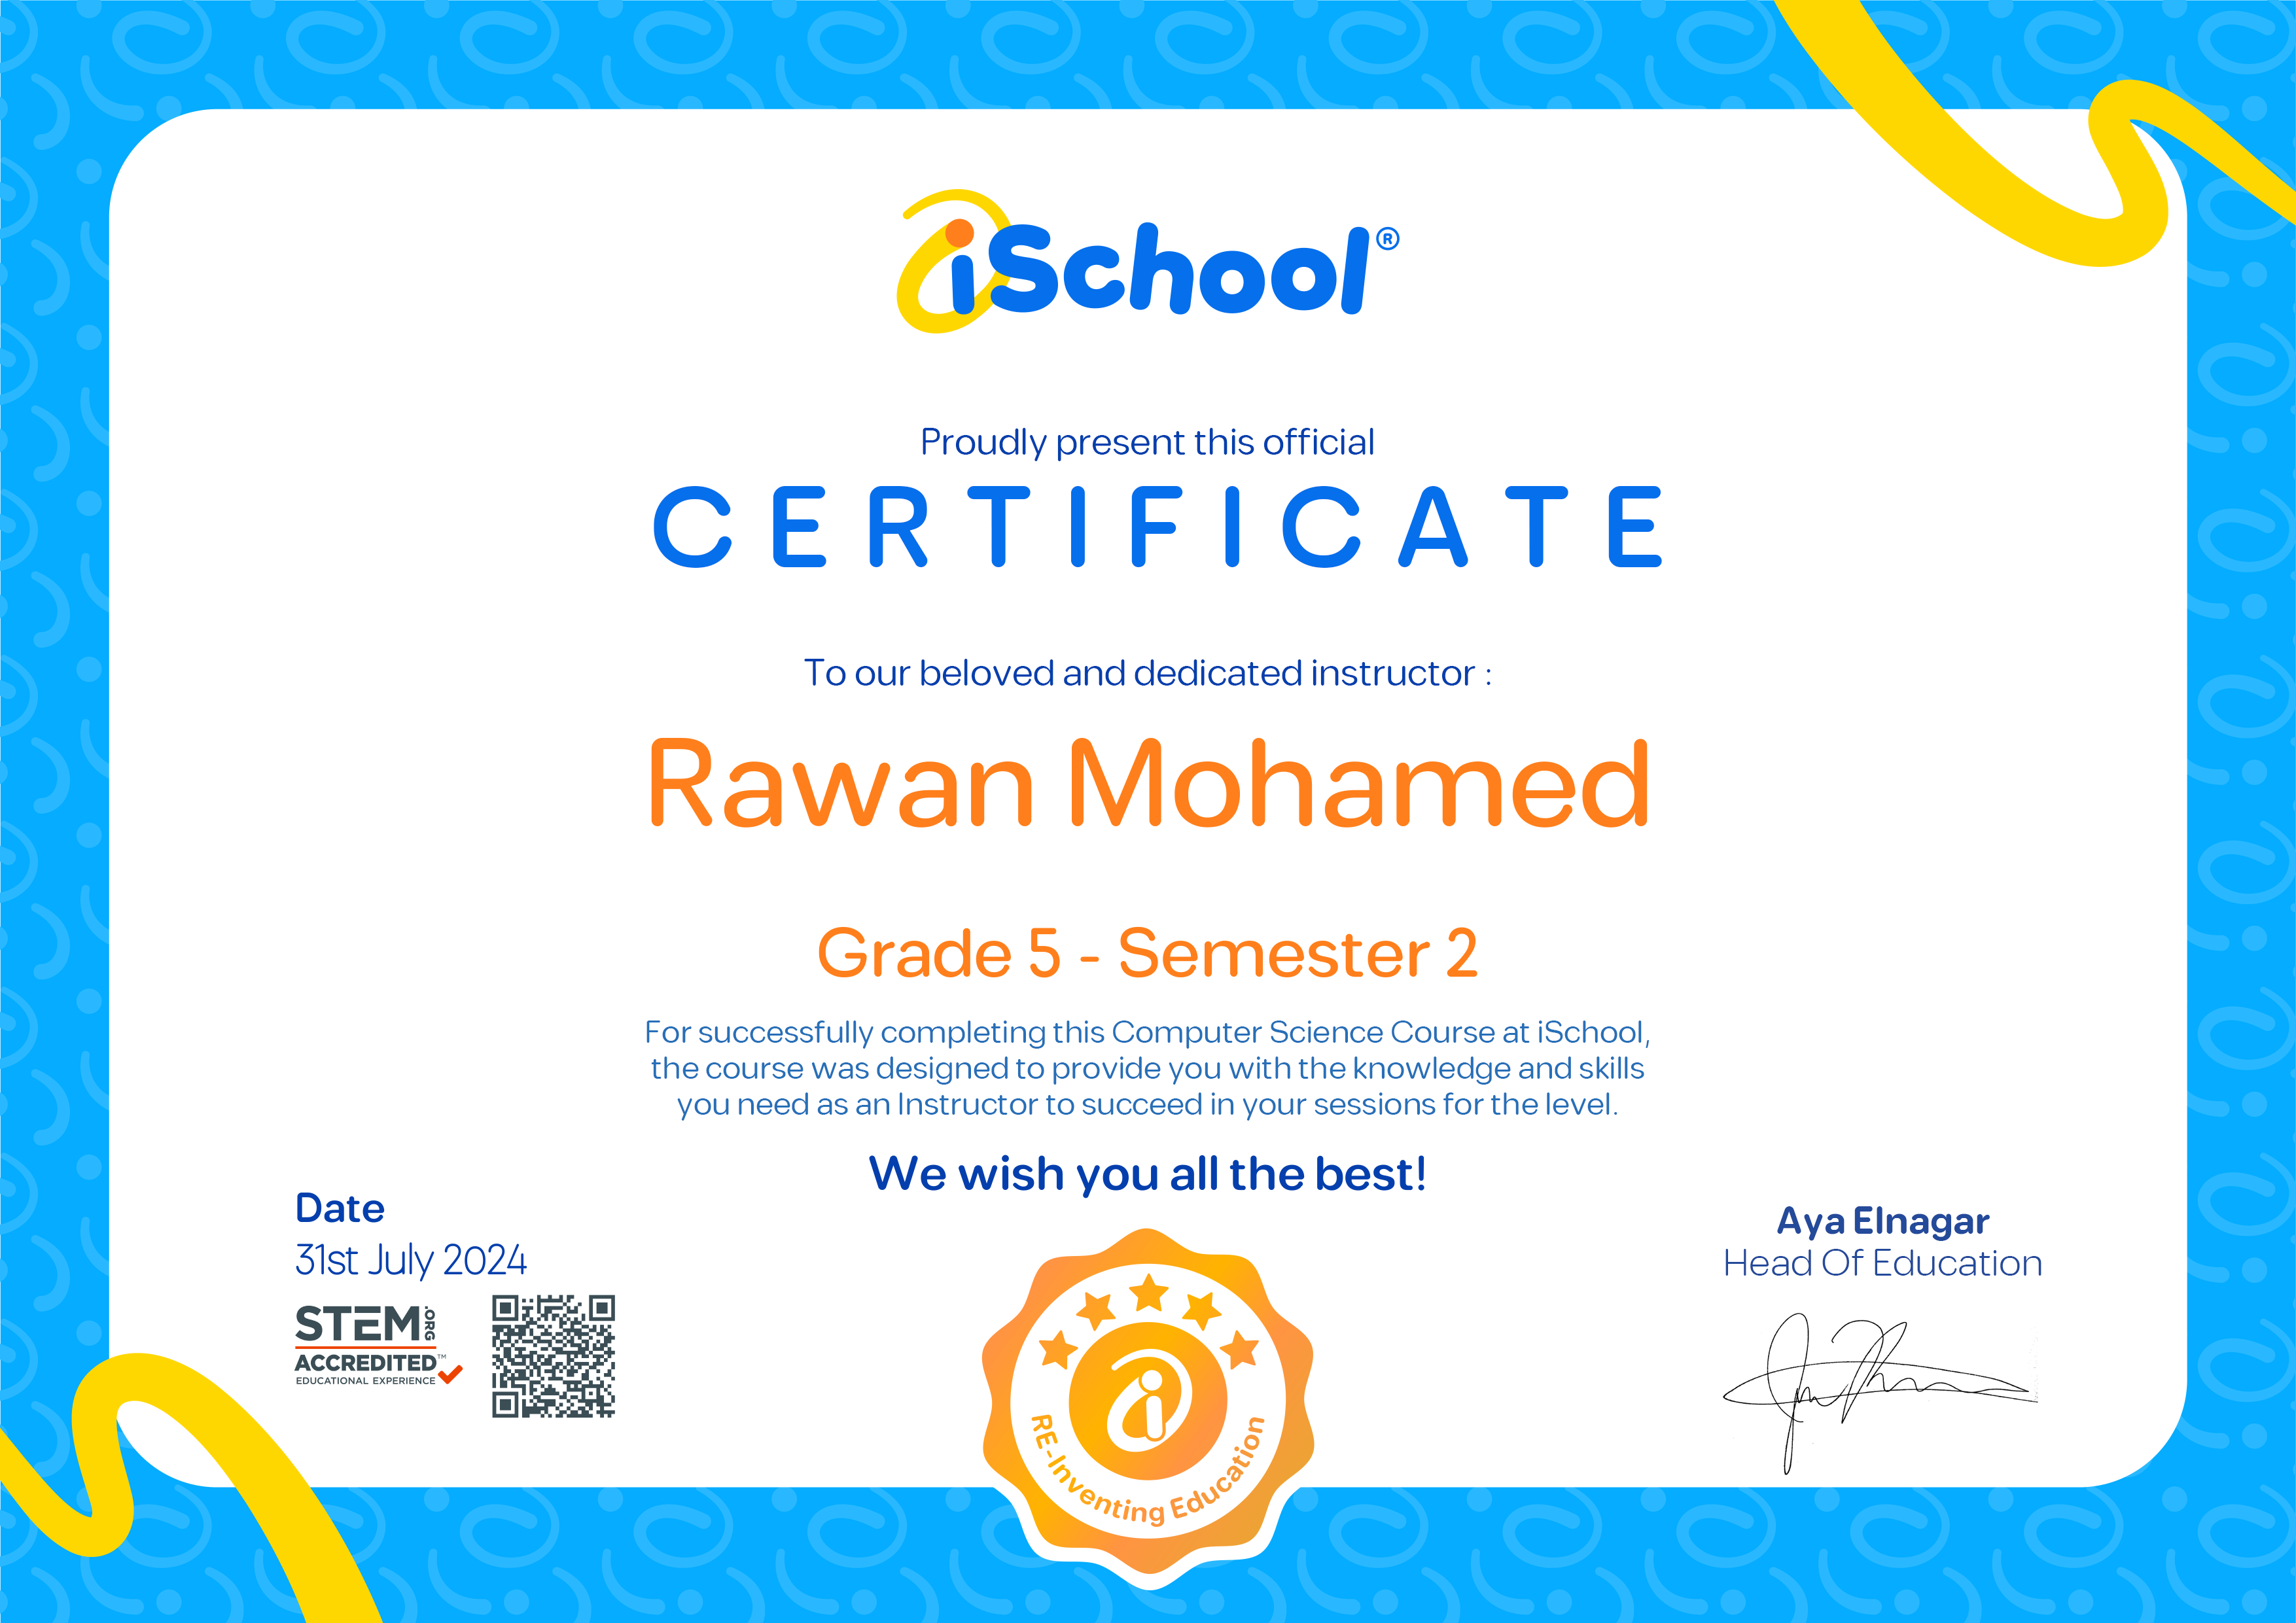 iSchool®
Proudly present this official
CERTIFICATE
To our beloved and dedicated instructor :
Rawan Mohamed
Grade 5 - Semester 2
For successfully completing this Computer Science Course at iSchool,
the course was designed to provide you with the knowledge and skills
you need as an Instructor to succeed in your sessions for the level.
We wish you all the best!
Date
31st July 2024
STEM.ORG
ACCREDITED™
EDUCATIONAL EXPERIENCE
i
RE-Inventing Education
Aya Elnagar
Head Of Education